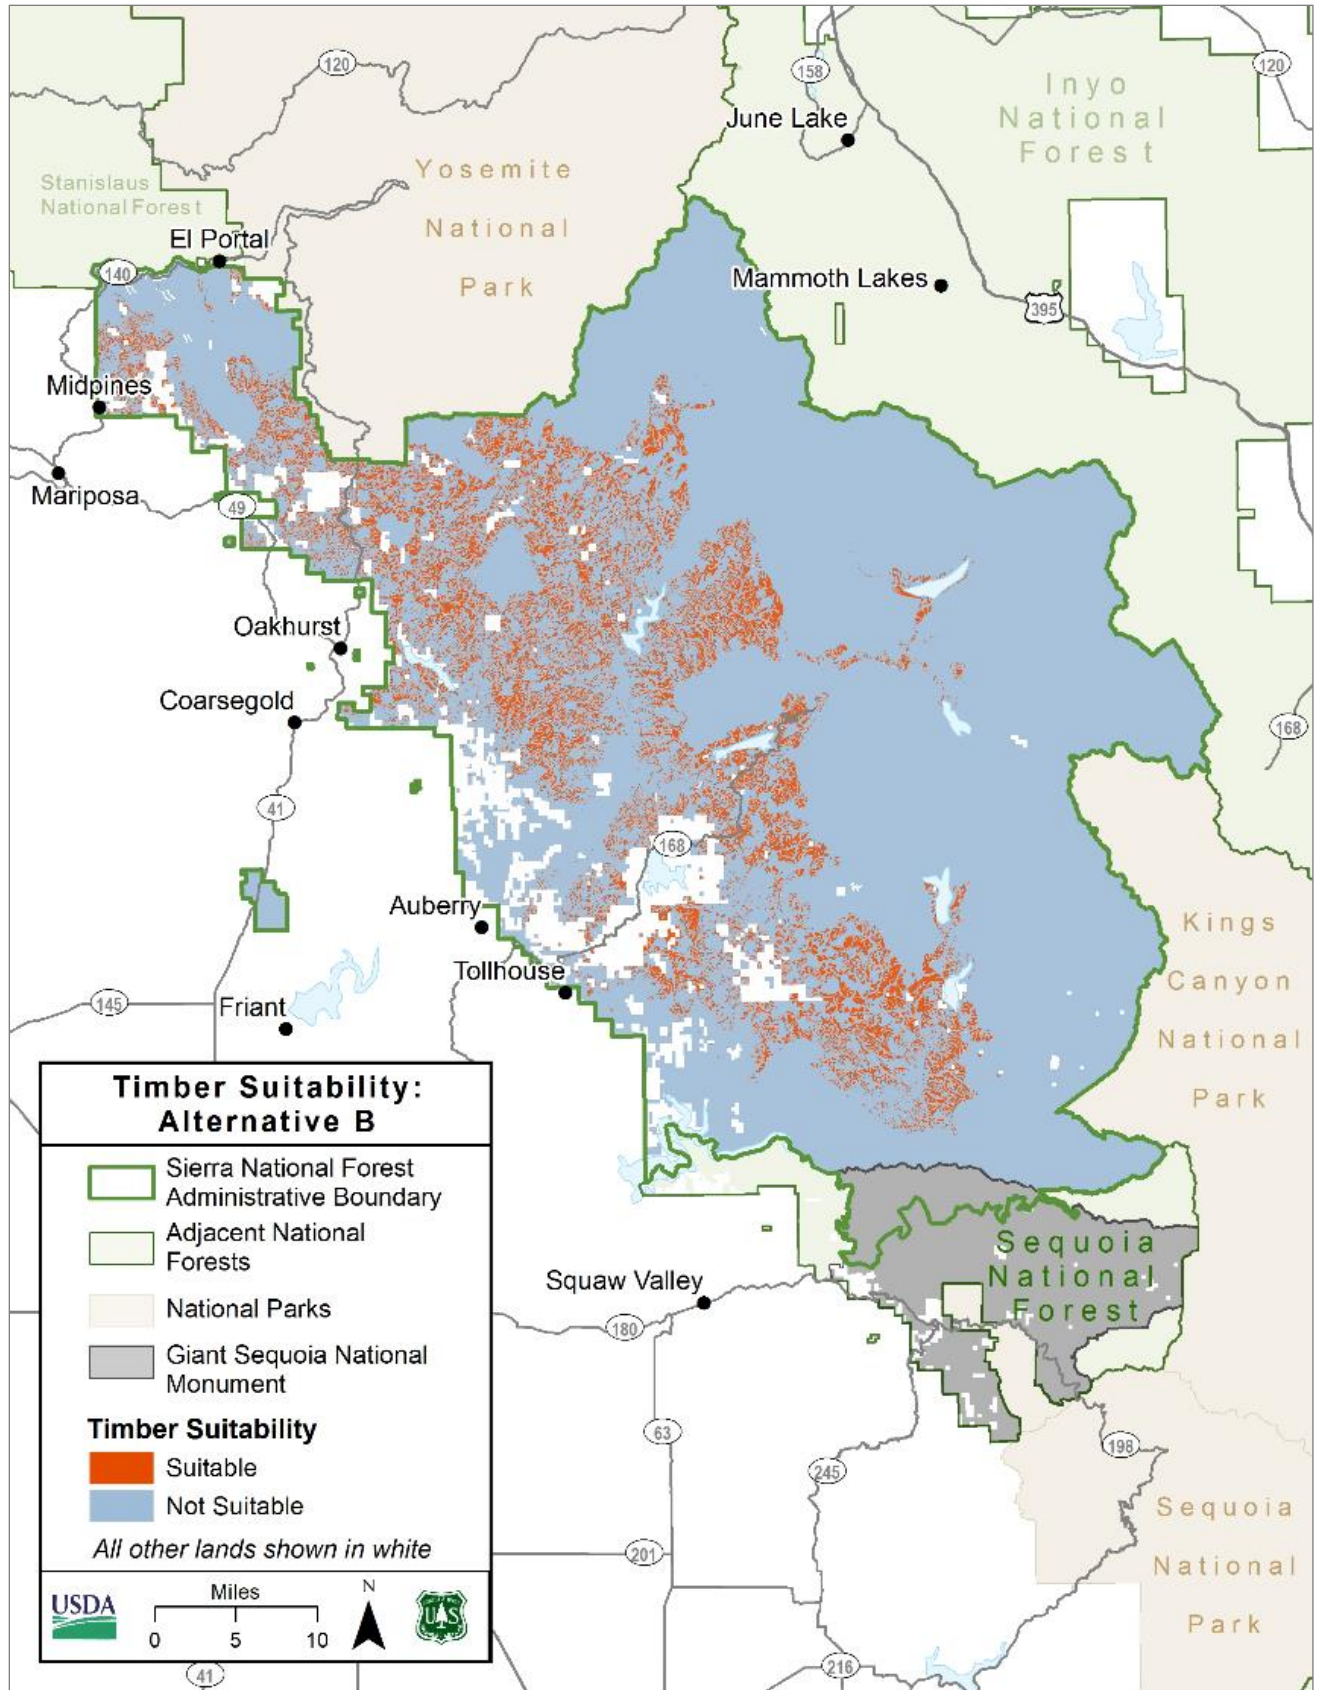 120
158
120
Inyo
National
Forest
June Lake
Yosemite
National
Park
Stanislaus
National Forest
El Portal
140
Mammoth Lakes
395
Midpines
Mariposa
49
Oakhurst
Coarsegold
168
41
168
Auberry
Tollhouse
Kings
Canyon
National
Park
145
Friant
Timber Suitability:
Alternative B
Sierra National Forest
Administrative Boundary
Adjacent National
Forests
National Parks
Giant Sequoia National
Monument
Timber Suitability
Suitable
Not Suitable
All other lands shown in white
USDA
Miles
0 5 10
N
U S
Sequoia
National
Forest
Squaw Valley
180
63
198
245
Sequoia
National
Park
201
41
216